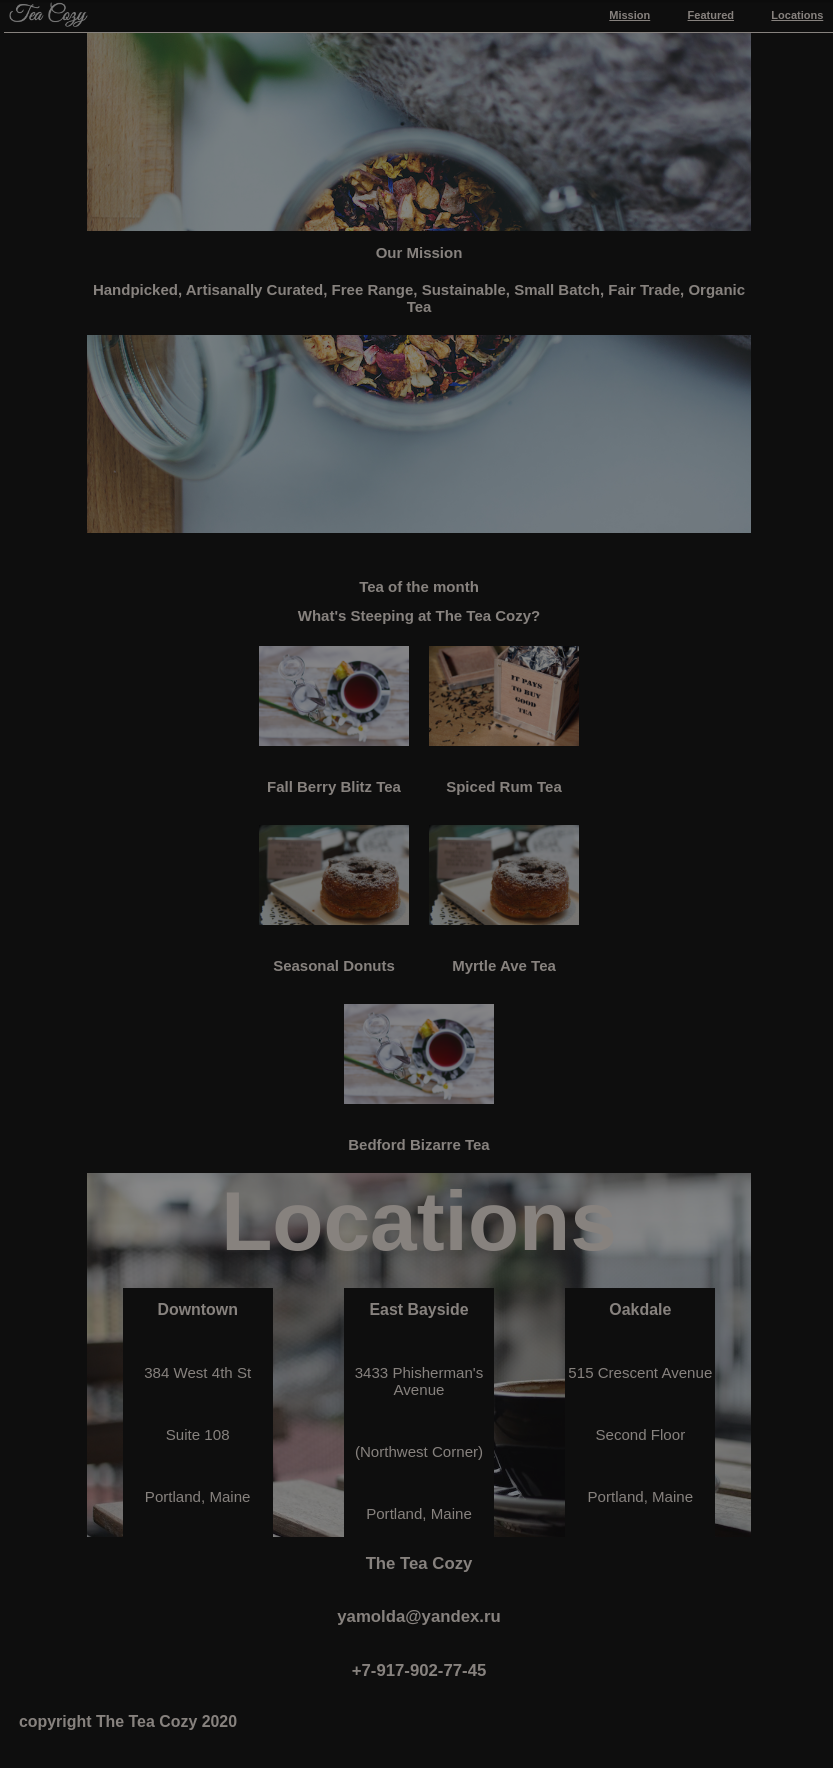 Tea Cozy
Mission Featured Locations
Our Mission
Handpicked, Artisanally Curated, Free Range, Sustainable, Small Batch, Fair Trade, Organic
Tea
Tea of the month
What's Steeping at The Tea Cozy?
IT PAYS
TO BUY
GOOD
TEA
Fall Berry Blitz Tea
Spiced Rum Tea
Seasonal Donuts
Myrtle Ave Tea
Bedford Bizarre Tea
Locations
Downtown
384 West 4th St
Suite 108
Portland, Maine
East Bayside
3433 Phisherman's
Avenue
(Northwest Corner)
Portland, Maine
Oakdale
515 Crescent Avenue
Second Floor
Portland, Maine
The Tea Cozy
yamolda@yandex.ru
+7-917-902-77-45
copyright The Tea Cozy 2020